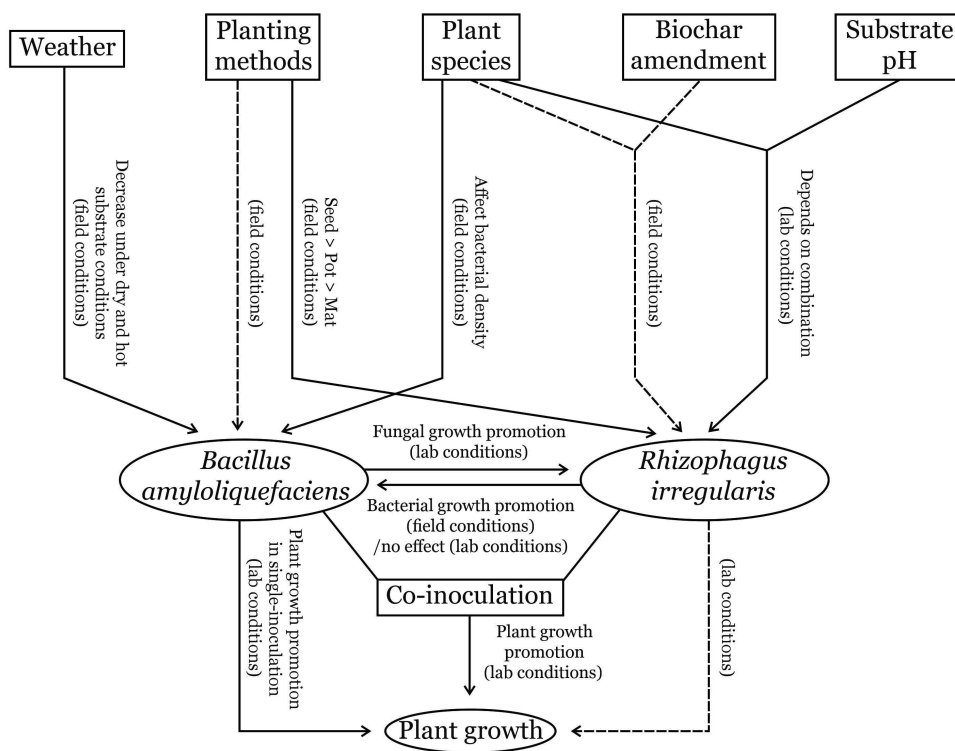 Weather
Planting
methods
Plant
species
Biochar
amendment
Substrate
pH
Decrease under dry and hot
substrate conditions
(field conditions)
(field conditions)
Seed > Pot > Mat
(field conditions)
Affect bacterial density
(field conditions)
(field conditions)
Depends on combination
(lab conditions)
Bacillus
amyloliquefaciens
Fungal growth promotion
(lab conditions)
Rhizophagus
irregularis
Bacterial growth promotion
(field conditions)
/no effect (lab conditions)
Plant growth promotion
in single-inoculation
(lab conditions)
Co-inoculation
(lab conditions)
Plant growth
promotion
(lab conditions)
Plant growth